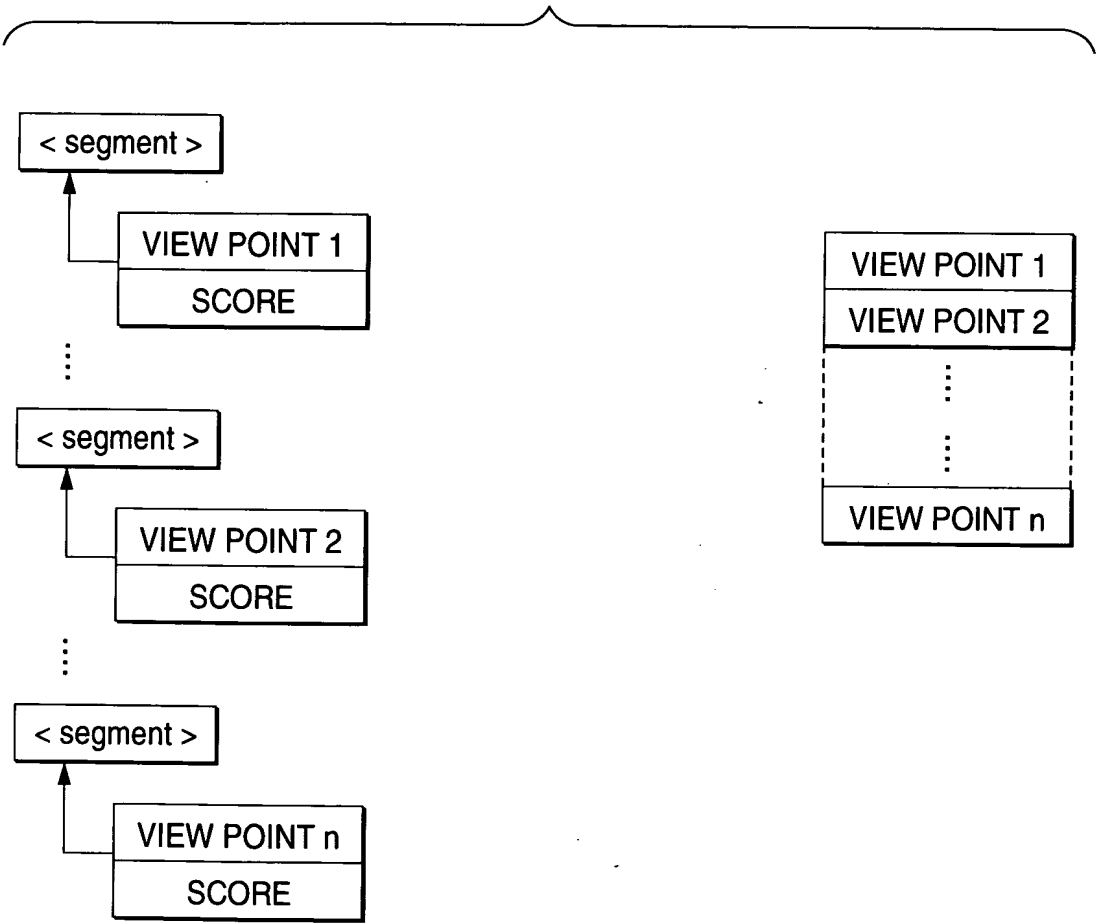 < segment >
VIEW POINT 1
SCORE
< segment >
VIEW POINT 2
SCORE
< segment >
VIEW POINT n
SCORE
VIEW POINT 1
VIEW POINT 2
VIEW POINT n